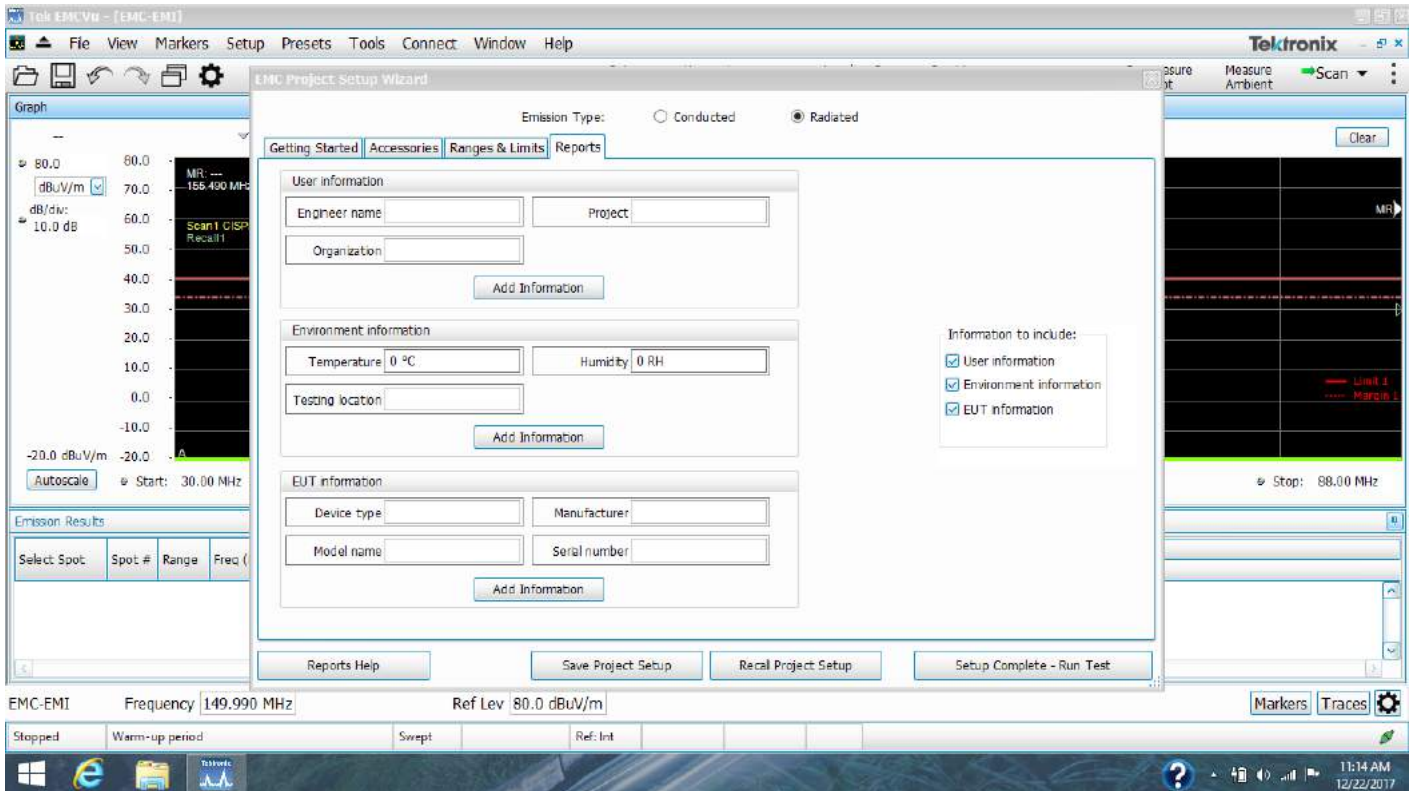 Tek EMCVu - [EMC-EMI]
File View Markers Setup Presets Tools Connect Window Help
Tektronix
EMC Project Setup Wizard
Measure
Ambient
Scan
Graph
Emission Type: Conducted Radiated
Clear
Getting Started Accessories Ranges & Limits Reports
--
80.0
dBuV/m
dB/div:
10.0 dB
80.0
70.0
60.0
50.0
40.0
30.0
20.0
10.0
0.0
-10.0
-20.0
-20.0 dBuV/m
MR: ---
155.490 MHz
Scan1 CISP
Recall1
A
MR
Limit 1
Margin 1
Autoscale
Start: 30.00 MHz
Stop: 88.00 MHz
User information
Engineer name
Project
Organization
Add Information
Environment information
Temperature 0 °C
Humidity 0 RH
Testing location
Add Information
EUT information
Device type
Manufacturer
Model name
Serial number
Add Information
Information to include:
User information
Environment information
EUT information
Emission Results
Select Spot Spot # Range Freq (
Reports Help
Save Project Setup
Recal Project Setup
Setup Complete - Run Test
EMC-EMI Frequency 149.990 MHz Ref Lev 80.0 dBuV/m Markers Traces
Stopped Warm-up period Swept Ref: Int
Tektronix
11:14 AM
12/22/2017